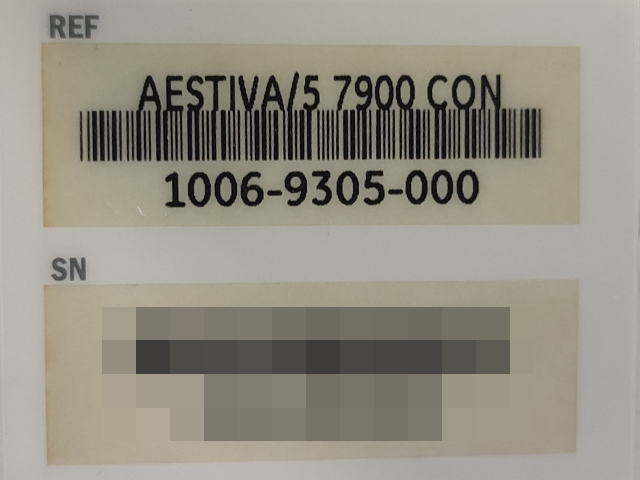 REF
AESTIVA/5 7900 CON
1006-9305-000
SN